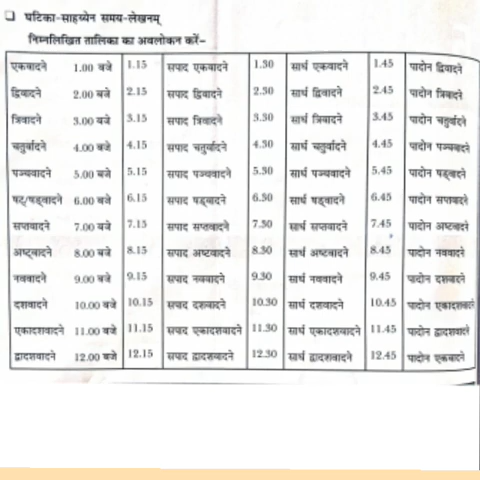 ❑ घटिका-साहय्येन समय-लेखनम्
निम्नलिखित तालिका का अवलोकन करें–
एकवादने 1.00 बजे 1.15 सपाद एकवादने 1.30 सार्ध एकवादने 1.45 पादोन द्विवादने
द्विवादने 2.00 बजे 2.15 सपाद द्विवादने 2.30 सार्ध द्विवादने 2.45 पादोन त्रिवादने
त्रिवादने 3.00 बजे 3.15 सपाद त्रिवादने 3.30 सार्ध त्रिवादने 3.45 पादोन चतुर्वादने
चतुर्वादने 4.00 बजे 4.15 सपाद चतुर्वादने 4.30 सार्ध चतुर्वादने 4.45 पादोन पञ्चवादने
पञ्चवादने 5.00 बजे 5.15 सपाद पञ्चवादने 5.30 सार्ध पञ्चवादने 5.45 पादोन षड्वादने
षट्/षड्वादने 6.00 बजे 6.15 सपाद षड्वादने 6.30 सार्ध षड्वादने 6.45 पादोन सप्तवादने
सप्तवादने 7.00 बजे 7.15 सपाद सप्तवादने 7.30 सार्ध सप्तवादने 7.45 पादोन अष्टवादने
अष्टवादने 8.00 बजे 8.15 सपाद अष्टवादने 8.30 सार्ध अष्टवादने 8.45 पादोन नववादने
नववादने 9.00 बजे 9.15 सपाद नववादने 9.30 सार्ध नववादने 9.45 पादोन दशवादने
दशवादने 10.00 बजे 10.15 सपाद दशवादने 10.30 सार्ध दशवादने 10.45 पादोन एकादशवादने
एकादशवादने 11.00 बजे 11.15 सपाद एकादशवादने 11.30 सार्ध एकादशवादने 11.45 पादोन द्वादशवादने
द्वादशवादने 12.00 बजे 12.15 सपाद द्वादशवादने 12.30 सार्ध द्वादशवादने 12.45 पादोन एकवादने